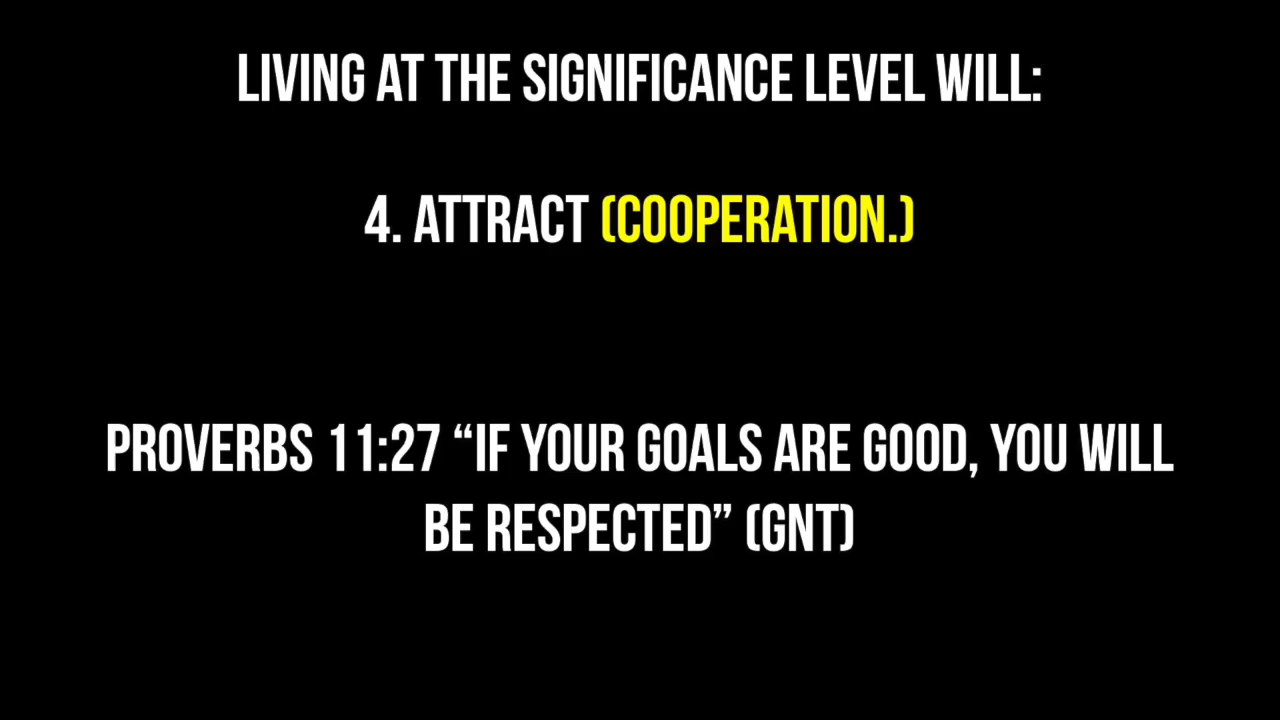 LIVING AT THE SIGNIFICANCE LEVEL WILL:
4. ATTRACT (COOPERATION.)
PROVERBS 11:27 “IF YOUR GOALS ARE GOOD, YOU WILL
BE RESPECTED” (GNT)